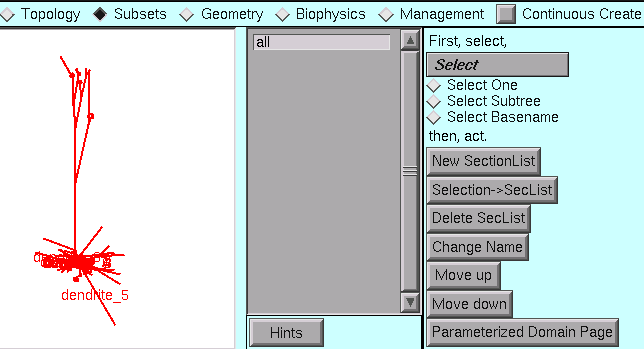 Topology Subsets Geometry Biophysics Management Continuous Create
all
First, select,
Select
Select One
Select Subtree
Select Basename
then, act.
New SectionList
Selection->SecList
Delete SecList
Change Name
Move up
Move down
Parameterized Domain Page
Hints
dendrite_5